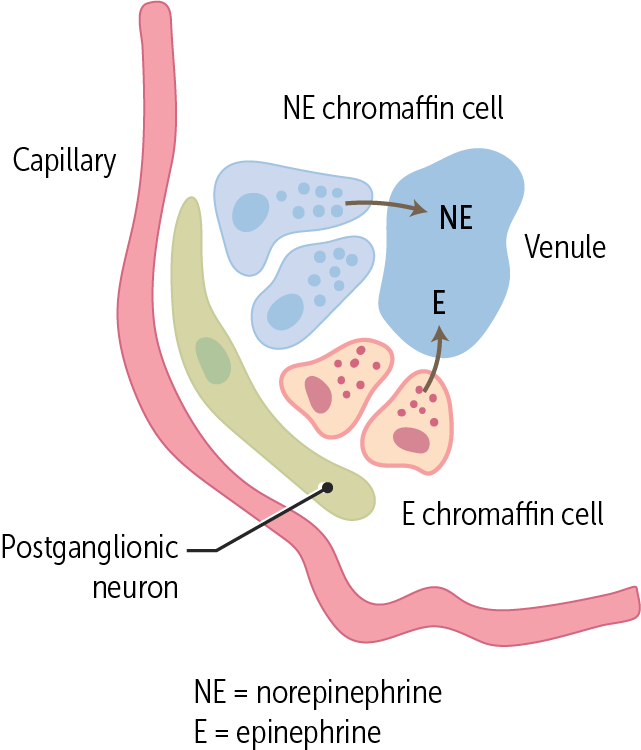 NE chromaffin cell
Capillary
NE
Venule
E
E chromaffin cell
Postganglionic
neuron
NE = norepinephrine
E = epinephrine